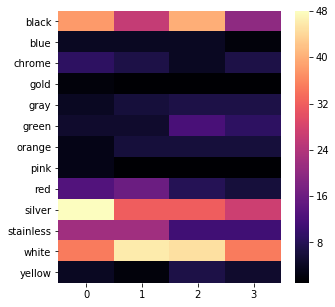 black
blue
chrome
gold
gray
green
orange
pink
red
silver
stainless
white
yellow
0 1 2 3
48
40
32
24
16
8